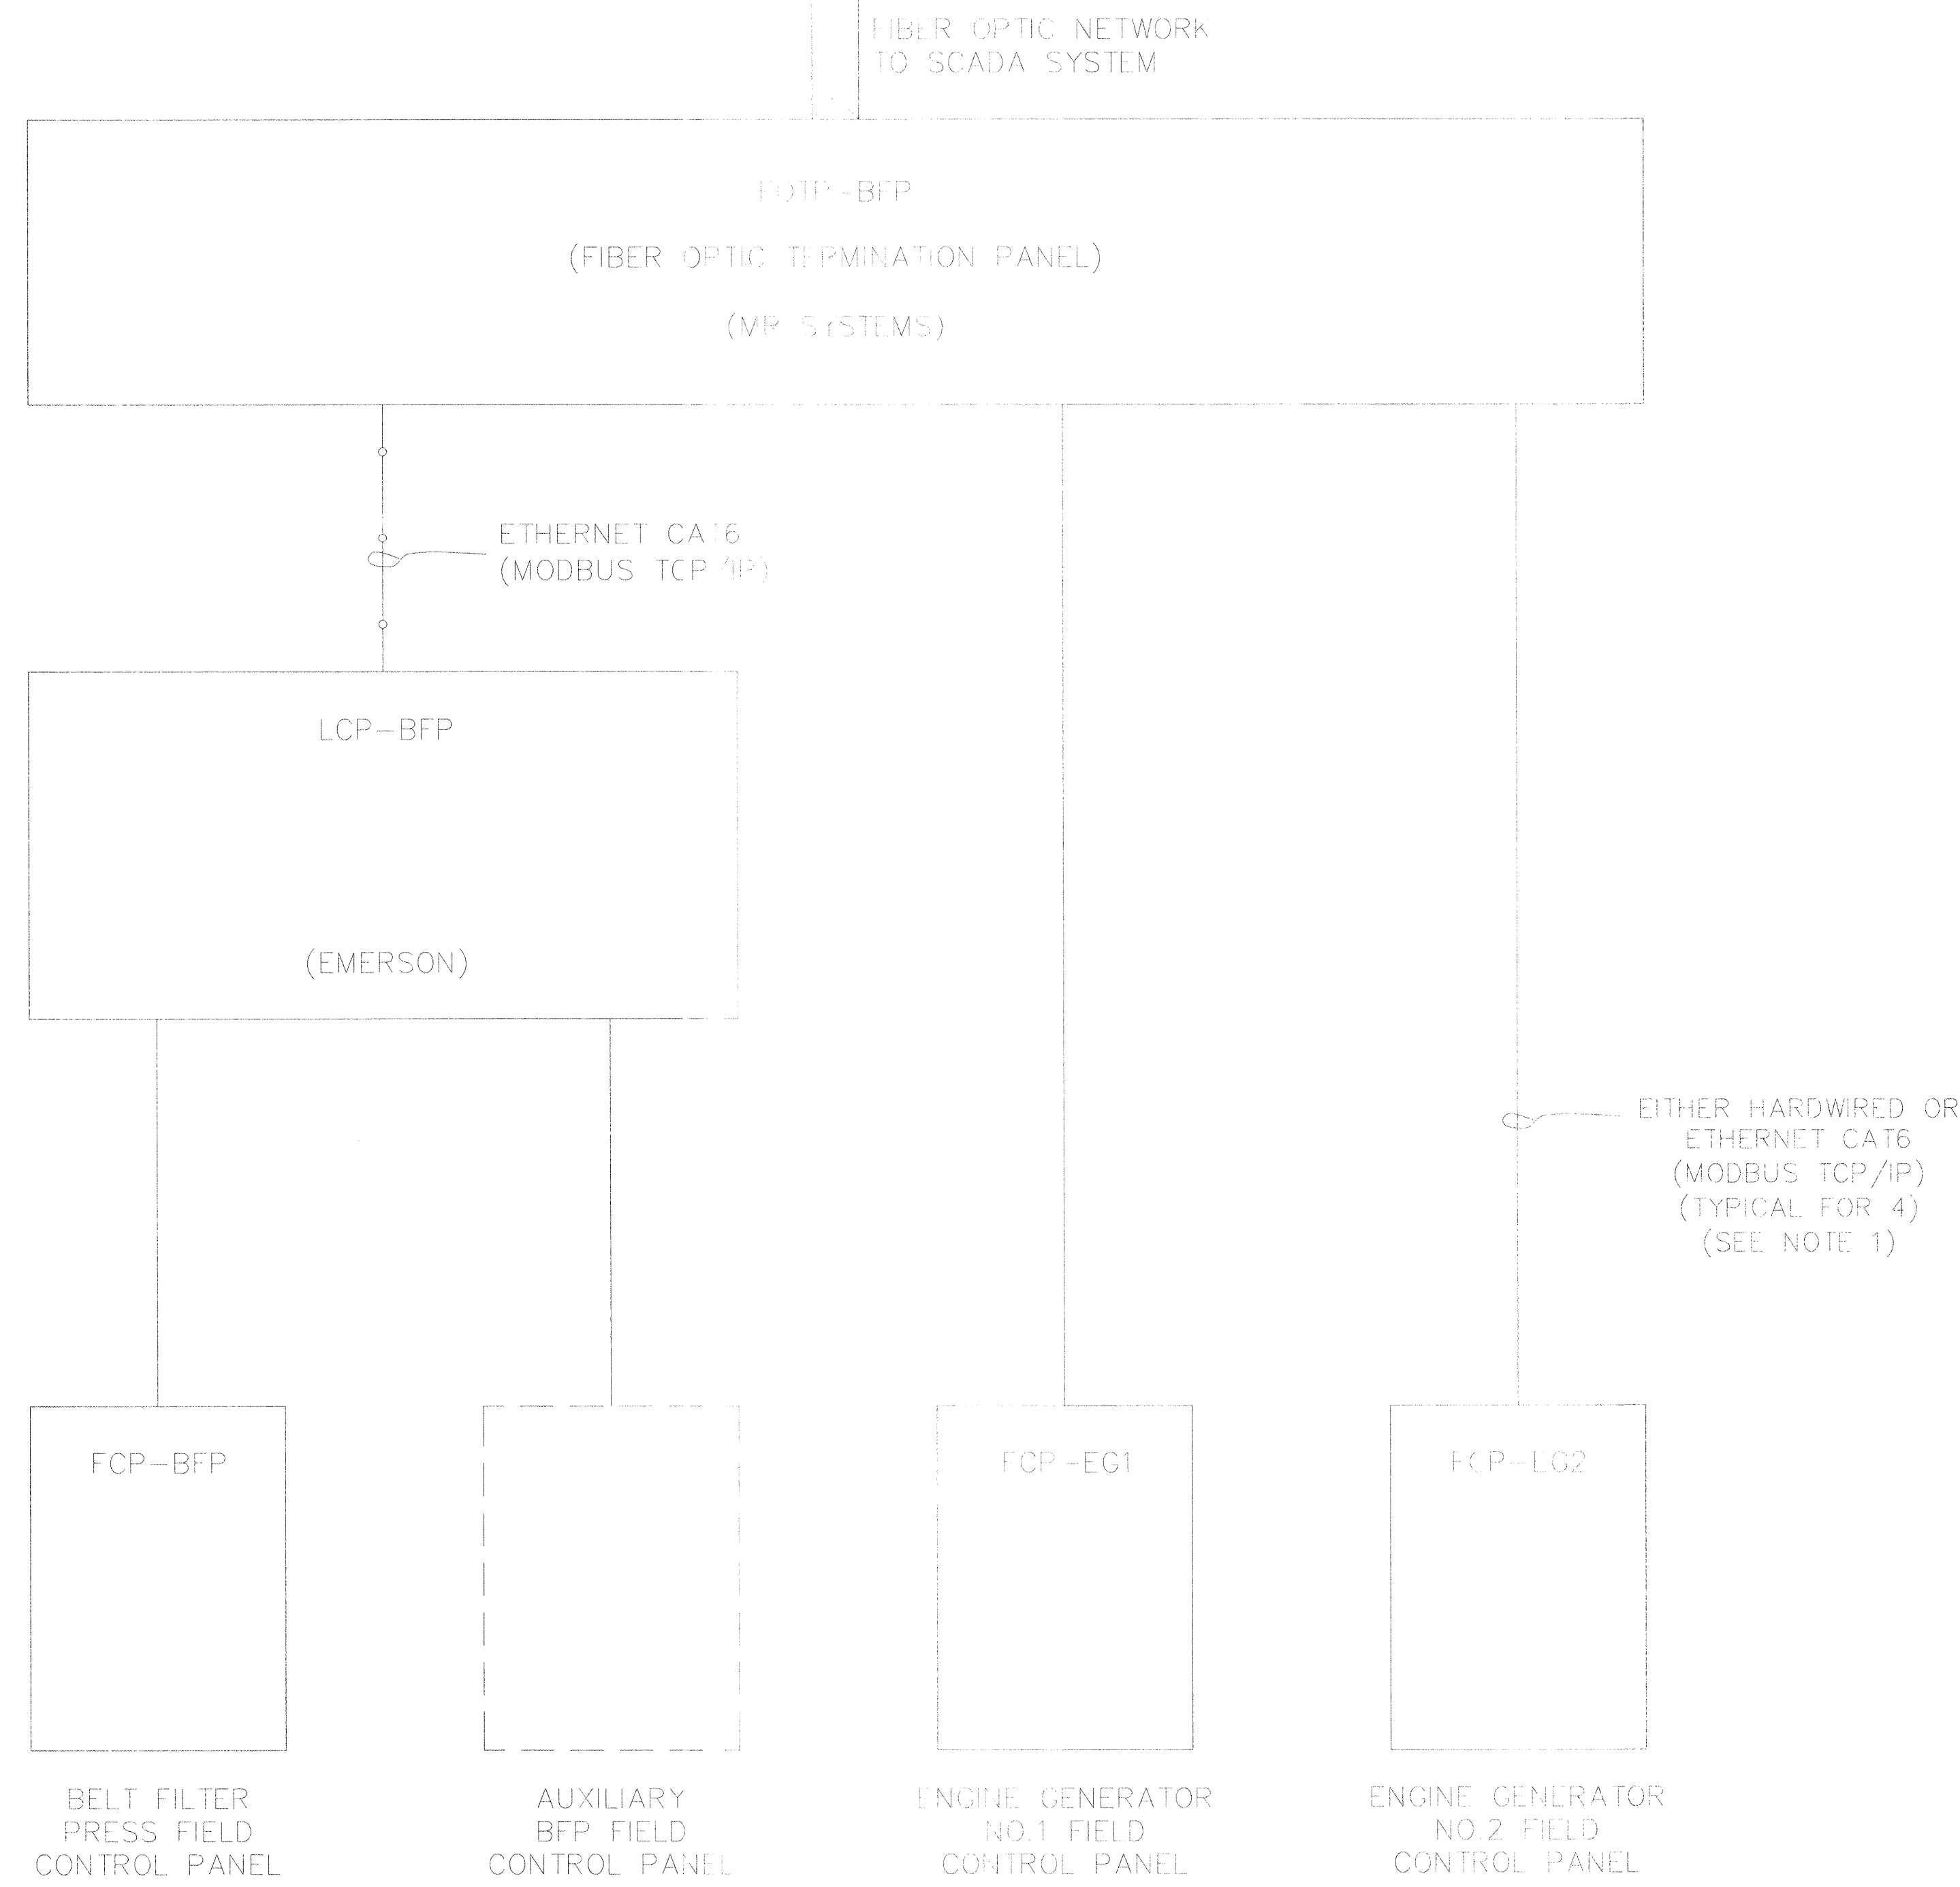 FIBER OPTIC NETWORK
TO SCADA SYSTEM
FOTP-BFP
(FIBER OPTIC TERMINATION PANEL)
(MR SYSTEMS)
ETHERNET CAT6
(MODBUS TCP/IP)
LCP-BFP
(EMERSON)
EITHER HARDWIRED OR
ETHERNET CAT6
(MODBUS TCP/IP)
(TYPICAL FOR 4)
(SEE NOTE 1)
FCP-BFP
FCP-EG1
FCP-EG2
BELT FILTER
PRESS FIELD
CONTROL PANEL
AUXILIARY
BFP FIELD
CONTROL PANEL
ENGINE GENERATOR
NO.1 FIELD
CONTROL PANEL
ENGINE GENERATOR
NO.2 FIELD
CONTROL PANEL